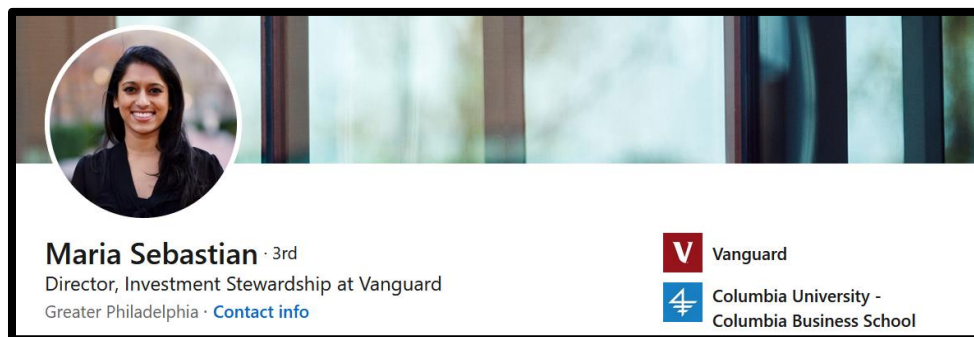 Maria Sebastian · 3rd
Director, Investment Stewardship at Vanguard
Greater Philadelphia · Contact info
V Vanguard
Columbia University -
Columbia Business School